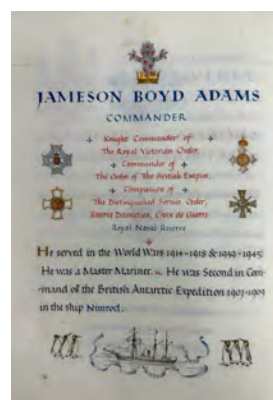 JAMESON BOYD ADAMS
COMMANDER
Knight Commander of
The Royal Victorian Order,
Commander of
The Order of The British Empire,
Companion of
The Distinguished Service Order,
Reserve Decoration, Croix de Guerre
Royal Naval Reserve
He served in the World Wars 1914-1918 & 1939-1945;
He was a Master Mariner. He was Second in Com-
-mand of the British Antarctic Expedition 1907-1909
in the ship Nimrod.